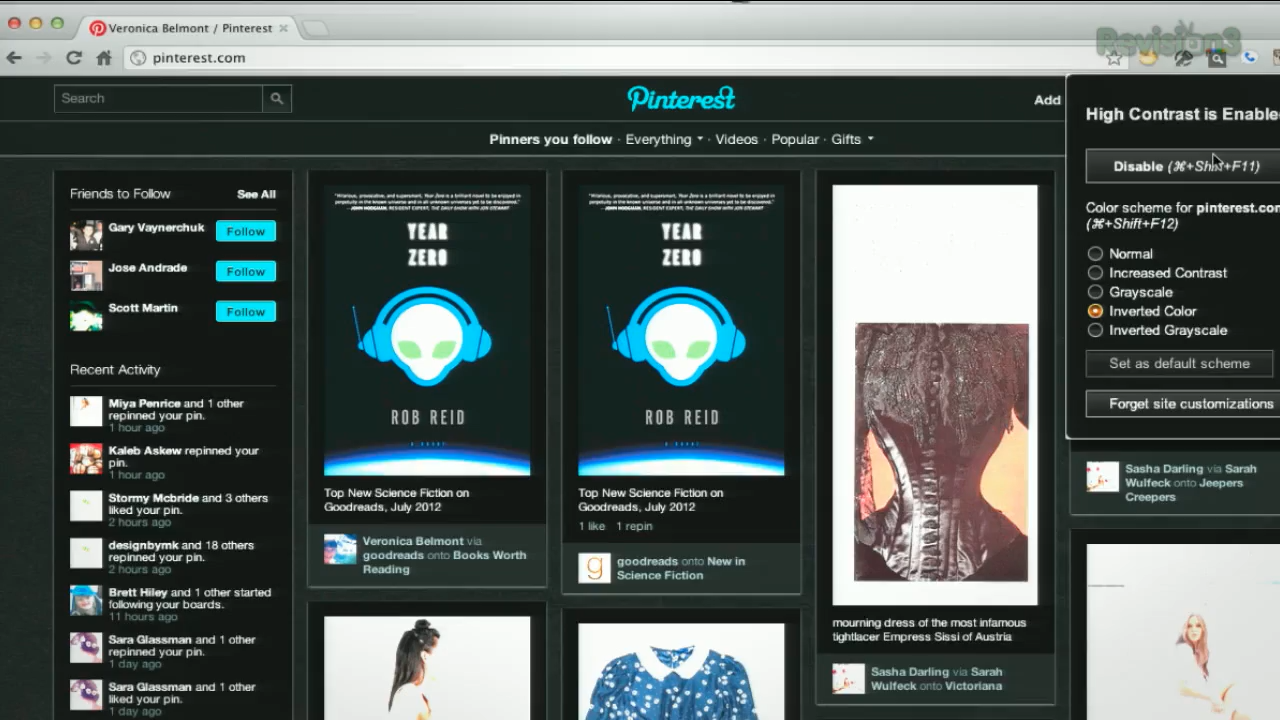 Veronica Belmont / Pinterest
Revision3
pinterest.com
Search
Pinterest
Add
Pinners you follow · Everything · Videos · Popular · Gifts
High Contrast is Enabled
Disable (⌘+Shift+F11)
Color scheme for pinterest.com
(⌘+Shift+F12)
Normal
Increased Contrast
Grayscale
Inverted Color
Inverted Grayscale
Set as default scheme
Forget site customizations
Friends to Follow See All
Gary Vaynerchuk Follow
Jose Andrade Follow
Scott Martin Follow
Recent Activity
Miya Penrice and 1 other
repinned your pin.
1 hour ago
Kaleb Askew repinned your
pin.
1 hour ago
Stormy Mcbride and 3 others
liked your pin.
2 hours ago
designbymk and 18 others
repinned your pin.
2 hours ago
Brett Hiley and 1 other started
following your boards.
11 hours ago
Sara Glassman and 1 other
repinned your pin.
1 day ago
Sara Glassman and 1 other
liked your pin.
1 day ago
YEAR
ZERO
ROB REID
Top New Science Fiction on
Goodreads, July 2012
Veronica Belmont via
goodreads onto Books Worth
Reading
YEAR
ZERO
ROB REID
Top New Science Fiction on
Goodreads, July 2012
1 like 1 repin
g
goodreads onto New in
Science Fiction
mourning dress of the most infamous
tightlacer Empress Sissi of Austria
Sasha Darling via Sarah
Wulfeck onto Victoriana
Sasha Darling via Sarah
Wulfeck onto Jeepers
Creepers